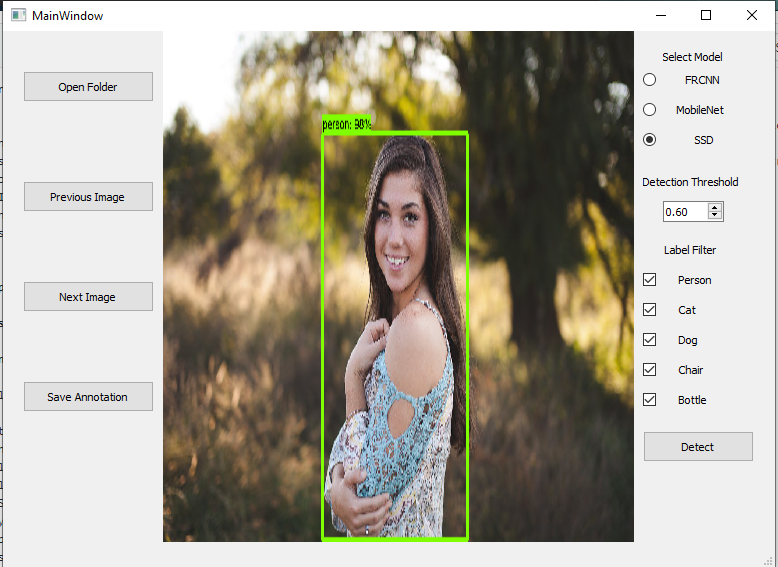 MainWindow
Open Folder
Previous Image
Next Image
Save Annotation
person: 98%
Select Model
FRCNN
MobileNet
SSD
Detection Threshold
0.60
Label Filter
Person
Cat
Dog
Chair
Bottle
Detect